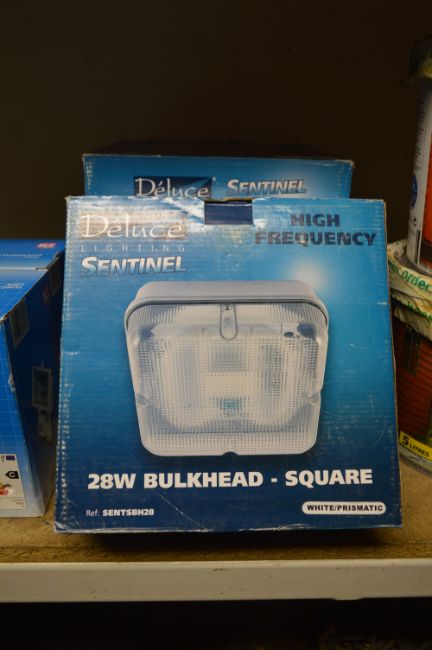 Déluce SENTINEL
Déluce
LIGHTING
SENTINEL
HIGH
FREQUENCY
28W BULKHEAD - SQUARE
Ref: SENTSBH28
WHITE/PRISMATIC
5 LITRES